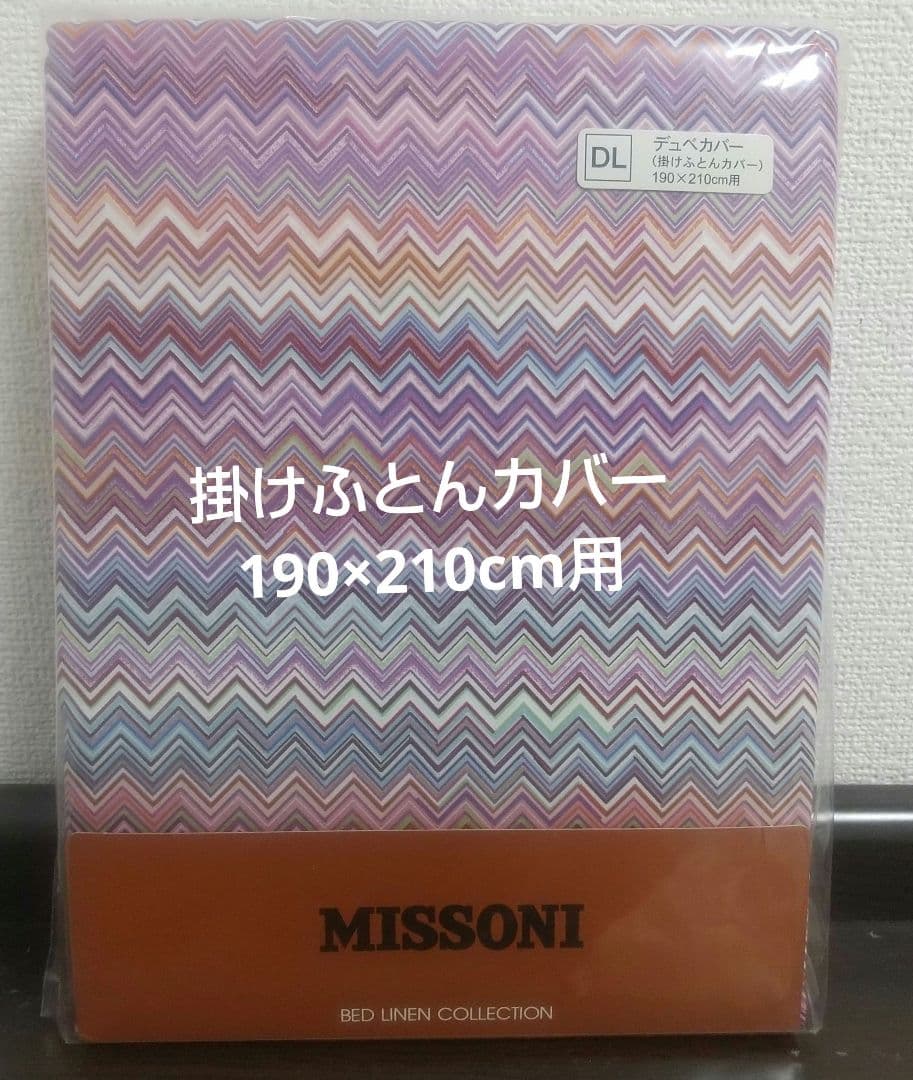 DL
デュベカバー
(掛けふとんカバー)
190×210cm用
掛けふとんカバー
190×210cm用
MISSONI
BED LINEN COLLECTION